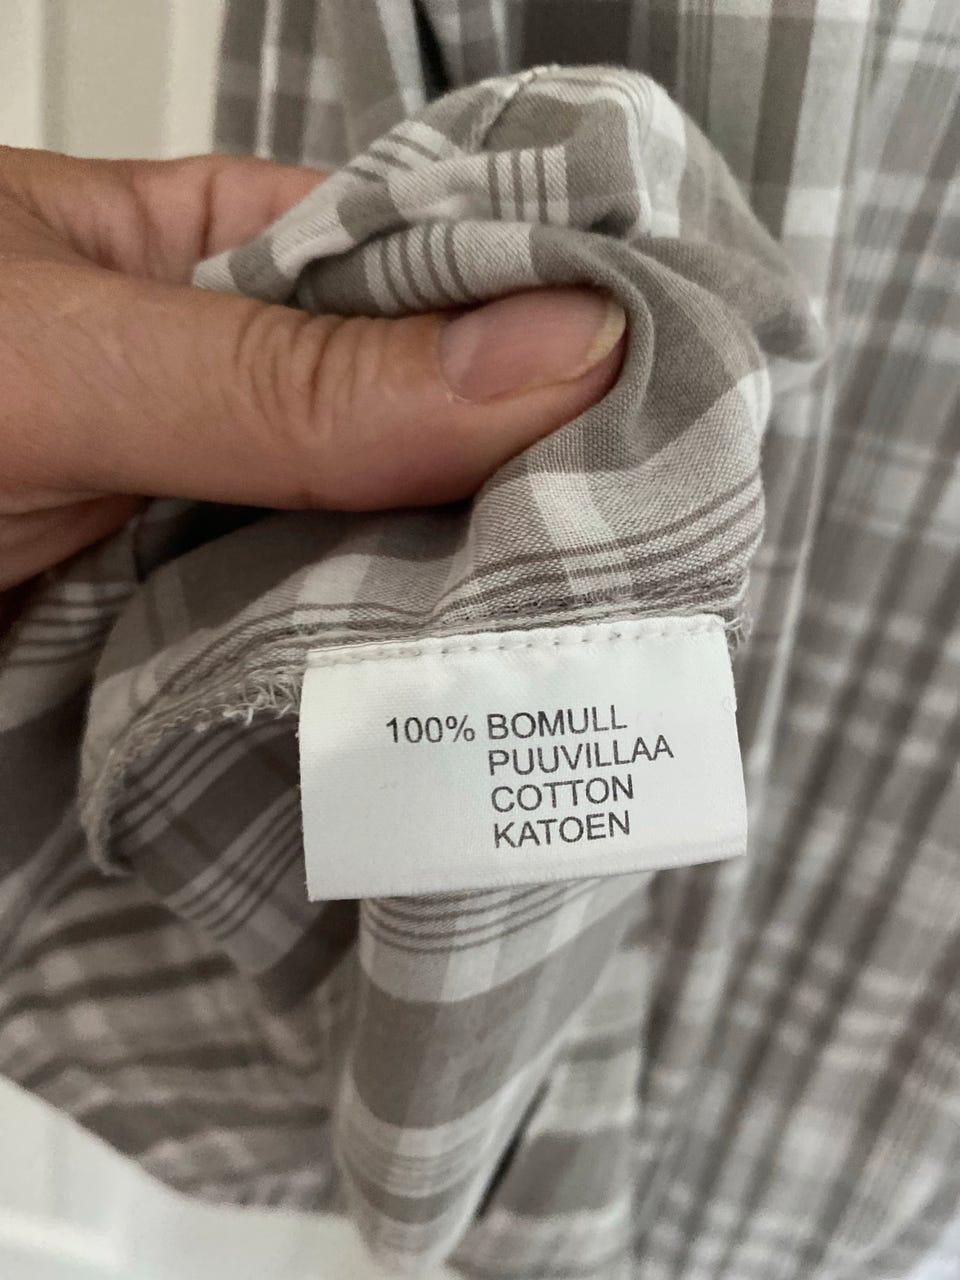 100% BOMULL
PUUVILLAA
COTTON
KATOEN